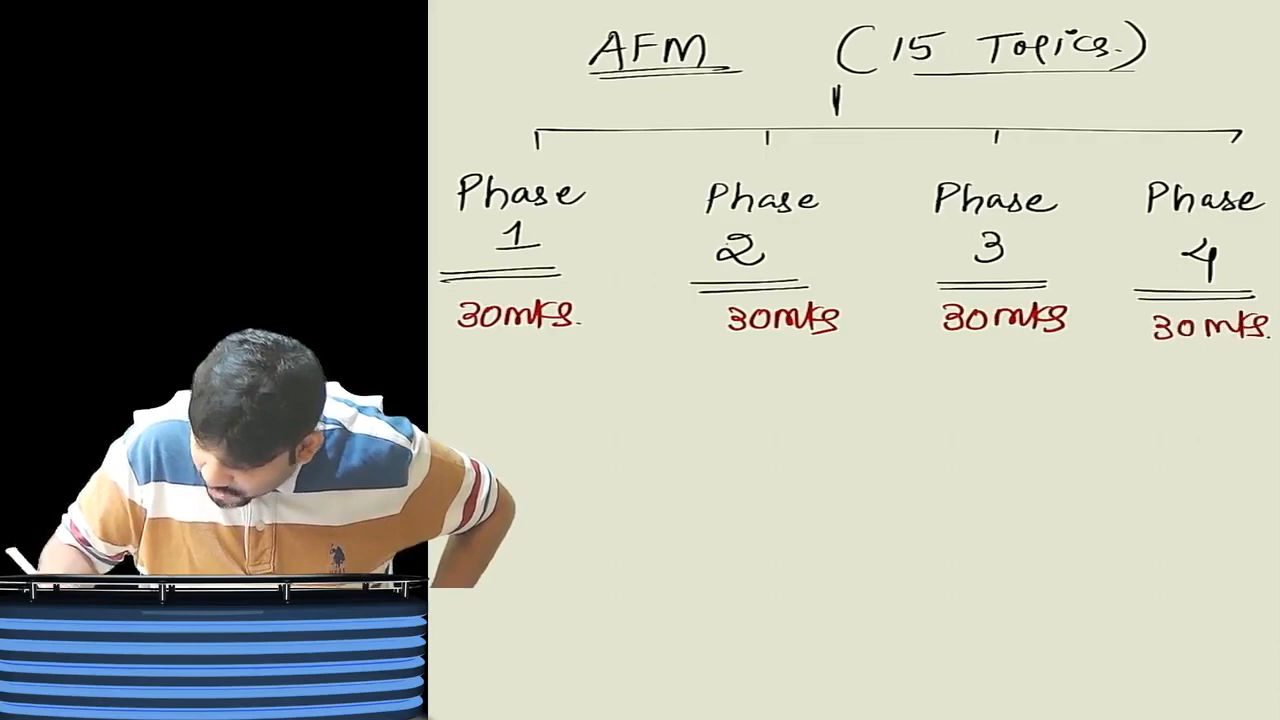 AFM (15 Topics.)
Phase 1 Phase 2 Phase 3 Phase 4
30mks. 30mks 30mks 30mks.